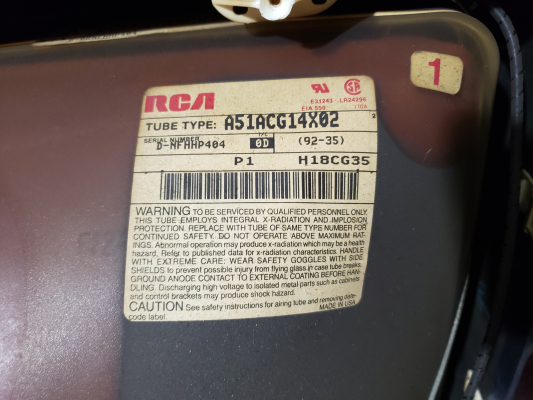 1
RCA
E31243 LR24296
EIA 559
TUBE TYPE: A51ACG14X02 2
SERIAL NUMBER T/C
D-NFHHP404 0D (92-35)
P1 H18CG35
WARNING TO BE SERVICED BY QUALIFIED PERSONNEL ONLY.
THIS TUBE EMPLOYS INTEGRAL X-RADIATION AND IMPLOSION
PROTECTION. REPLACE WITH TUBE OF SAME TYPE NUMBER FOR
CONTINUED SAFETY. DO NOT OPERATE ABOVE MAXIMUM RAT-
INGS. Abnormal operation may produce x-radiation which may be a health
hazard. Refer to published data for x-radiation characteristics. HANDLE
WITH EXTREME CARE: WEAR SAFETY GOGGLES WITH SIDE
SHIELDS to prevent possible injury from flying glass in case tube breaks.
GROUND ANODE CONTACT TO EXTERNAL COATING BEFORE HAN-
DLING. Discharging high voltage to isolated metal parts such as cabinets
and control brackets may produce shock hazard.
CAUTION See safety instructions for airing tube and removing date-
code label. MADE IN USA